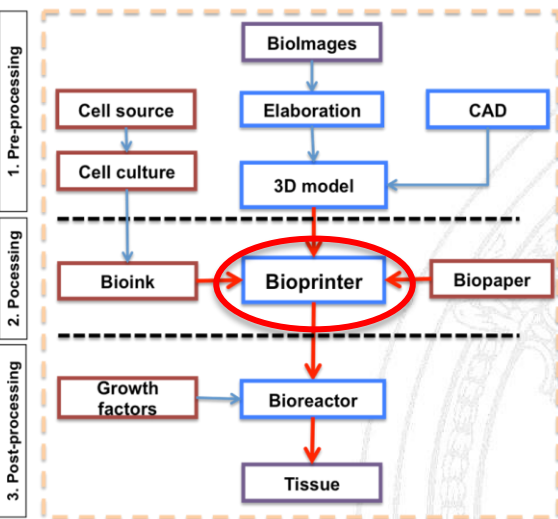 1. Pre-processing
BioImages
Cell source
Elaboration
CAD
Cell culture
3D model
2. Pocessing
Bioink
Bioprinter
Biopaper
3. Post-processing
Growth
factors
Bioreactor
Tissue